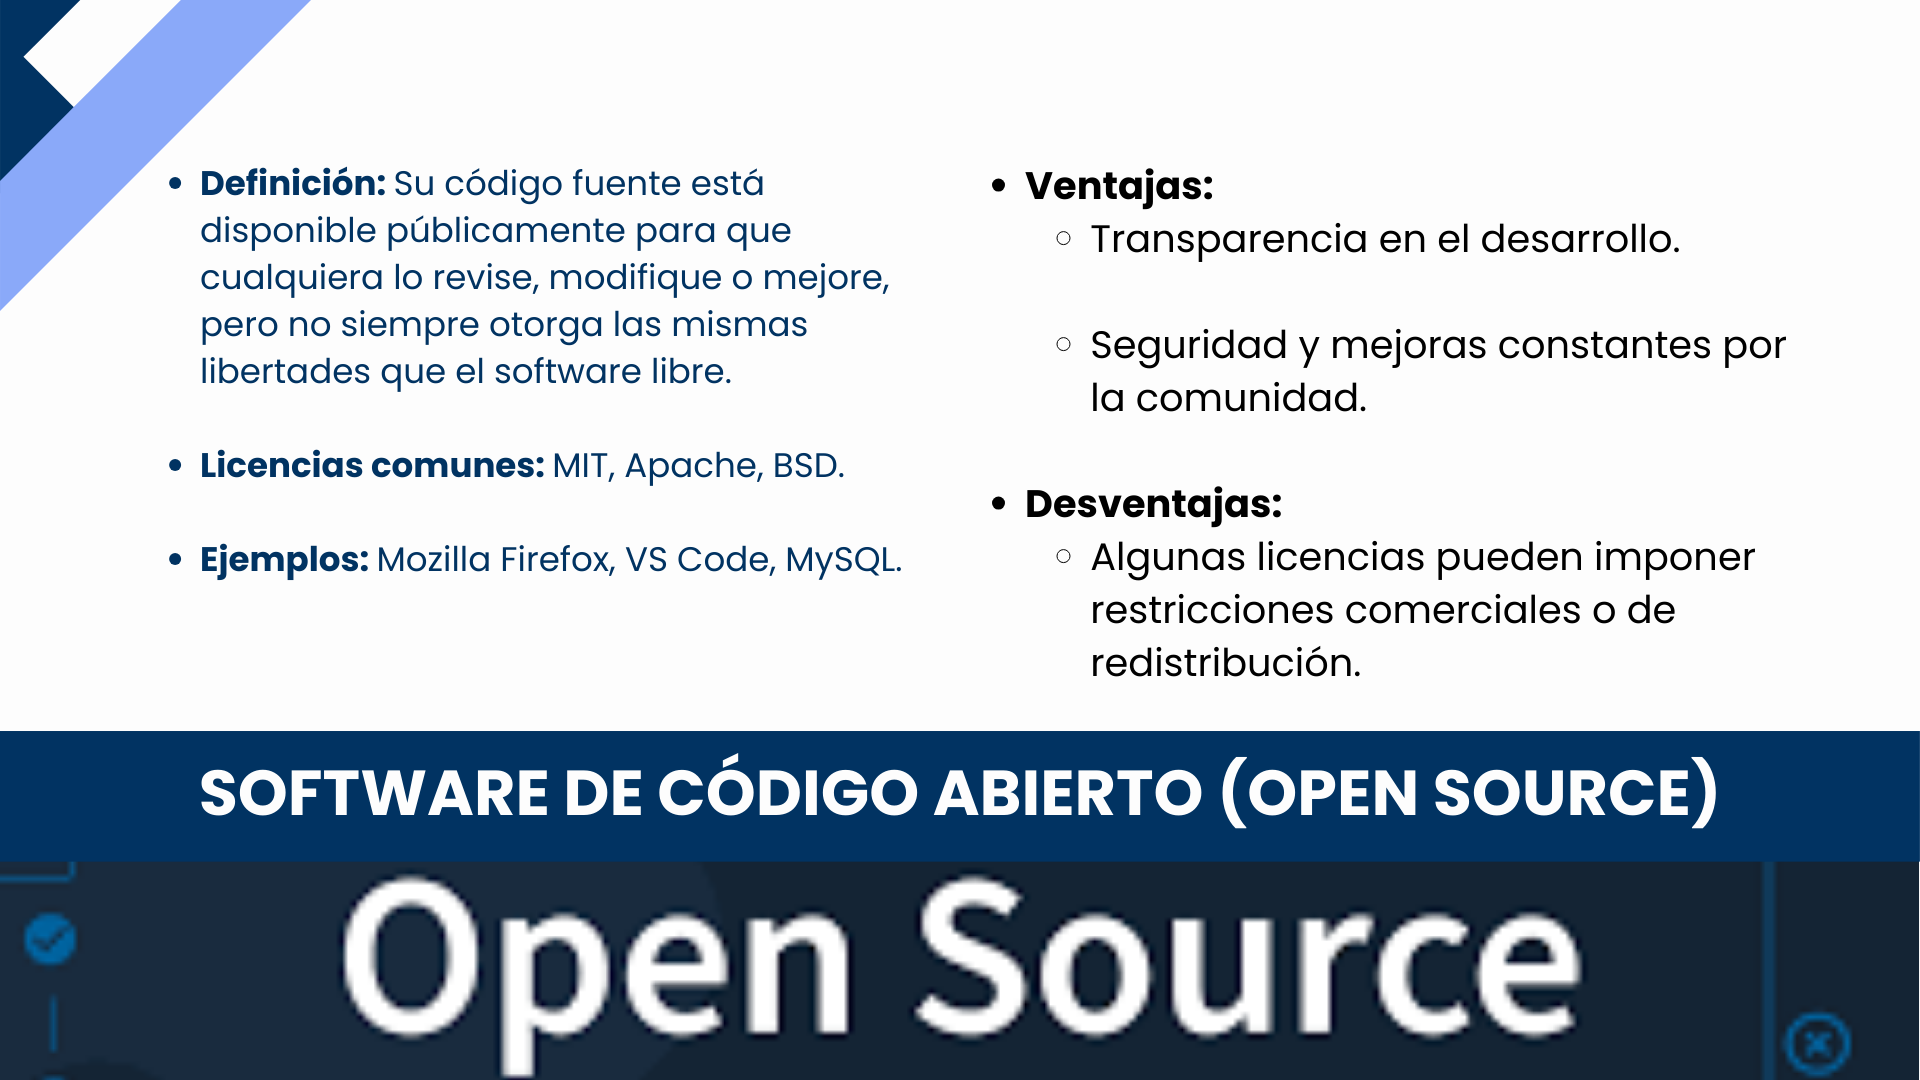 Definición: Su código fuente está
disponible públicamente para que
cualquiera lo revise, modifique o mejore,
pero no siempre otorga las mismas
libertades que el software libre.
Licencias comunes: MIT, Apache, BSD.
Ejemplos: Mozilla Firefox, VS Code, MySQL.
Ventajas:
Transparencia en el desarrollo.
Seguridad y mejoras constantes por
la comunidad.
Desventajas:
Algunas licencias pueden imponer
restricciones comerciales o de
redistribución.
SOFTWARE DE CÓDIGO ABIERTO (OPEN SOURCE)
Open Source